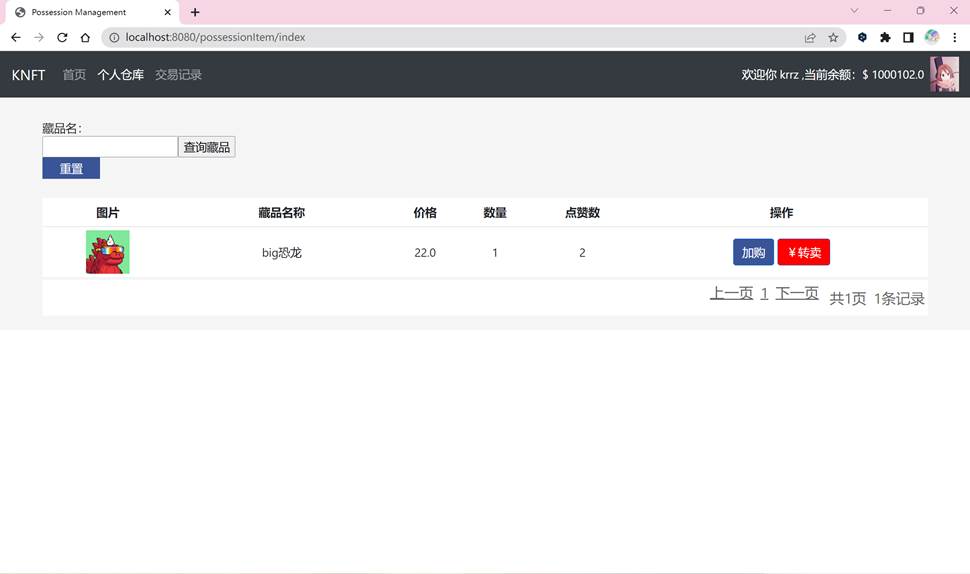 Possession Management
localhost:8080/possessionItem/index
KNFT 首页 个人仓库 交易记录 欢迎你 krrz ,当前余额: $ 1000102.0
藏品名:
查询藏品
重置
图片 藏品名称 价格 数量 点赞数 操作
big恐龙 22.0 1 2 加购 ￥转卖
上一页 1 下一页 共1页 1条记录